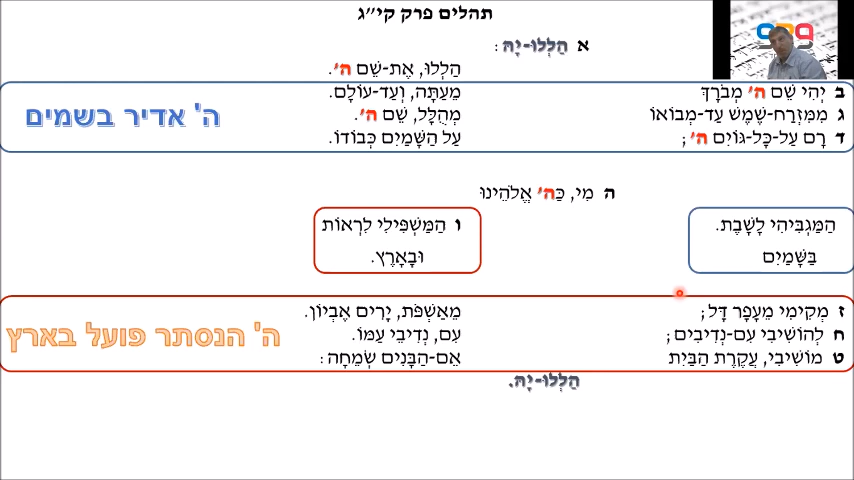 תהלים פרק קי״ג
א הַלְלוּ-יָהּ:
הַלְלוּ, אֶת-שֵׁם ה׳.
ב יְהִי שֵׁם ה׳ מְבֹרָךְ מֵעַתָּה, וְעַד-עוֹלָם.
ג מִמִּזְרַח-שֶׁמֶשׁ עַד-מְבוֹאוֹ מְהֻלָּל, שֵׁם ה׳.
ד רָם עַל-כָּל-גּוֹיִם ה׳; עַל הַשָּׁמַיִם כְּבוֹדוֹ.
ה' אדיר בשמים
ה מִי, כַּה׳ אֱלֹהֵינוּ
הַמַּגְבִּיהִי לָשָׁבֶת.
בַּשָּׁמַיִם
ו הַמַּשְׁפִּילִי לִרְאוֹת
וּבָאָרֶץ.
ז מְקִימִי מֵעָפָר דָּל; מֵאַשְׁפֹּת, יָרִים אֶבְיוֹן.
ח לְהוֹשִׁיבִי עִם-נְדִיבִים; עִם, נְדִיבֵי עַמּוֹ.
ט מוֹשִׁיבִי, עֲקֶרֶת הַבַּיִת אֵם-הַבָּנִים שְׂמֵחָה:
ה' הנסתר פועל בארץ
הַלְלוּ-יָהּ.